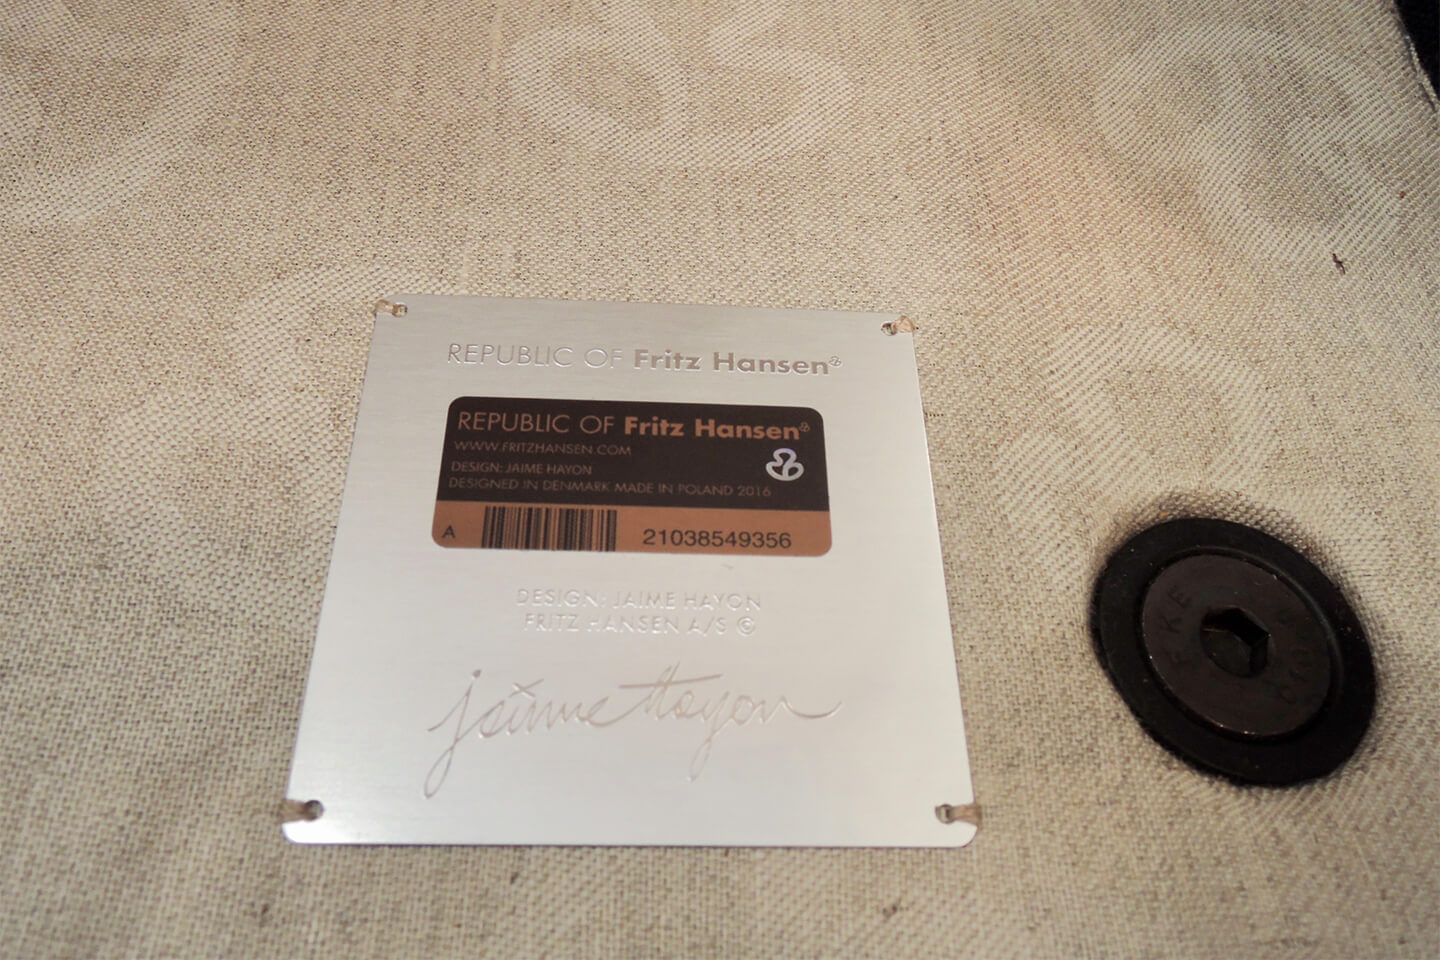 REPUBLIC OF Fritz Hansen
REPUBLIC OF Fritz Hansen
WWW.FRITZHANSEN.COM
DESIGN: JAIME HAYON
DESIGNED IN DENMARK MADE IN POLAND 2016
A 21038549356
DESIGN: JAIME HAYON
FRITZ HANSEN A/S ©
jaime Hayon